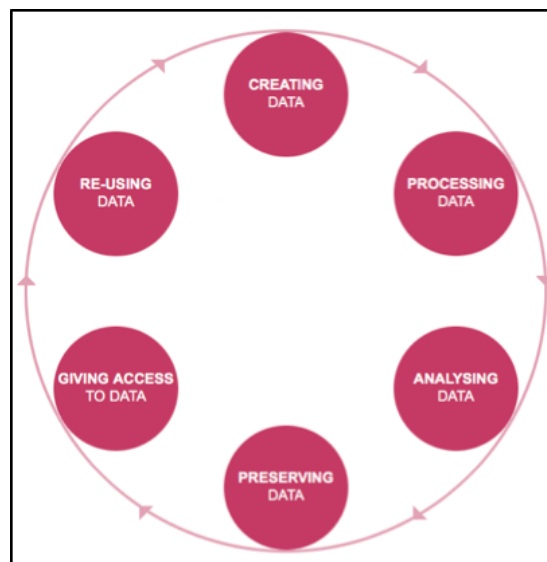 CREATING
DATA
PROCESSING
DATA
ANALYSING
DATA
PRESERVING
DATA
GIVING ACCESS
TO DATA
RE-USING
DATA